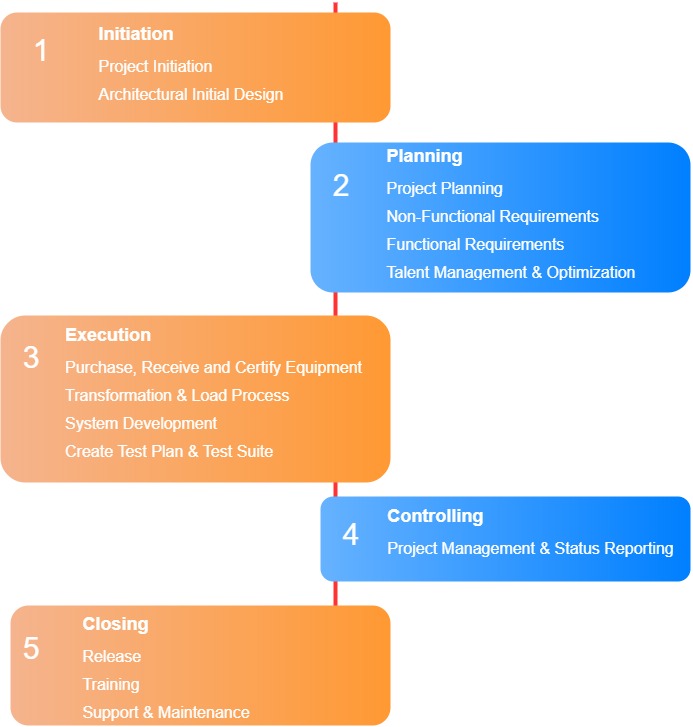 1
Initiation
Project Initiation
Architectural Initial Design
2
Planning
Project Planning
Non-Functional Requirements
Functional Requirements
Talent Management & Optimization
3
Execution
Purchase, Receive and Certify Equipment
Transformation & Load Process
System Development
Create Test Plan & Test Suite
4
Controlling
Project Management & Status Reporting
5
Closing
Release
Training
Support & Maintenance